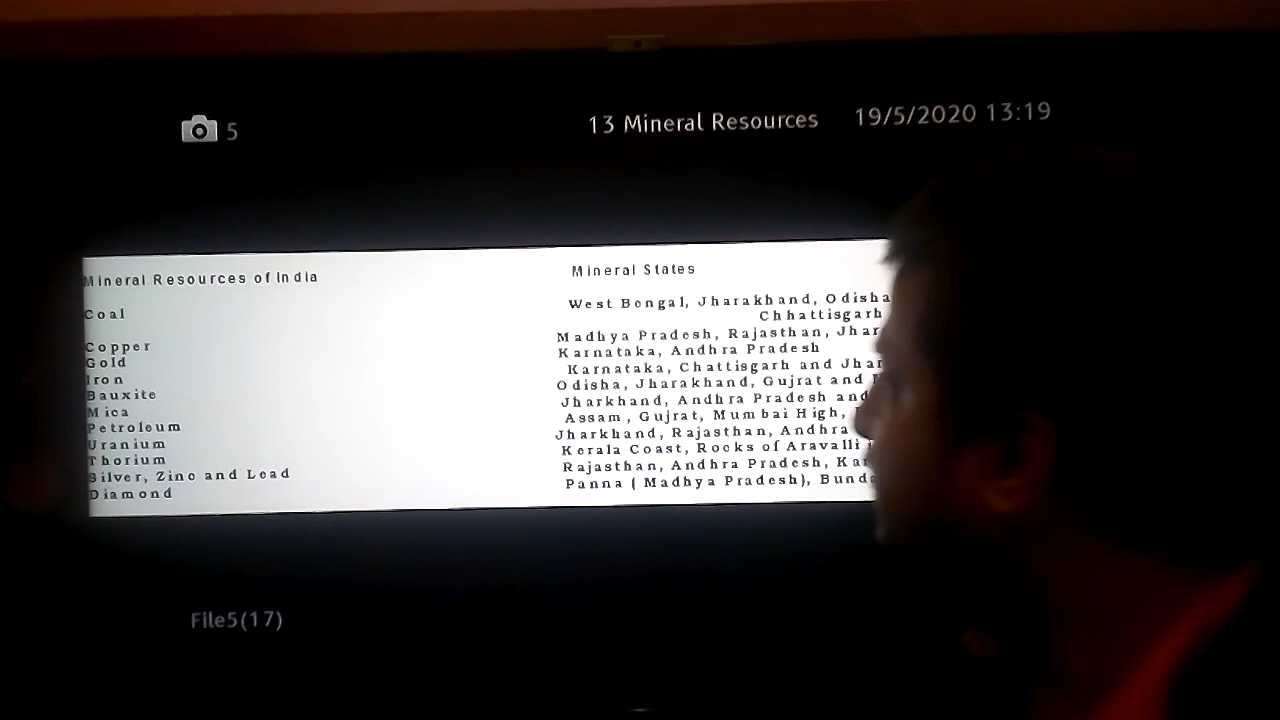 5
13 Mineral Resources 19/5/2020 13:19
Mineral Resources of India Mineral States
Coal West Bengal, Jharakhand, Odisha
Chhattisgarh
Copper Madhya Pradesh, Rajasthan,
Gold Karnataka, Andhra Pradesh
Iron Karnataka, Chattisgarh and
Bauxite Odisha, Jharakhand, Gujrat and
Mica Jharkhand, Andhra Pradesh and
Petroleum Assam, Gujrat, Mumbai High,
Uranium Jharkhand, Rajasthan, Andhra
Thorium Kerala Coast, Rocks of Aravalli
Silver, Zinc and Lead Rajasthan, Andhra Pradesh,
Diamond Panna ( Madhya Pradesh),
File5(17)